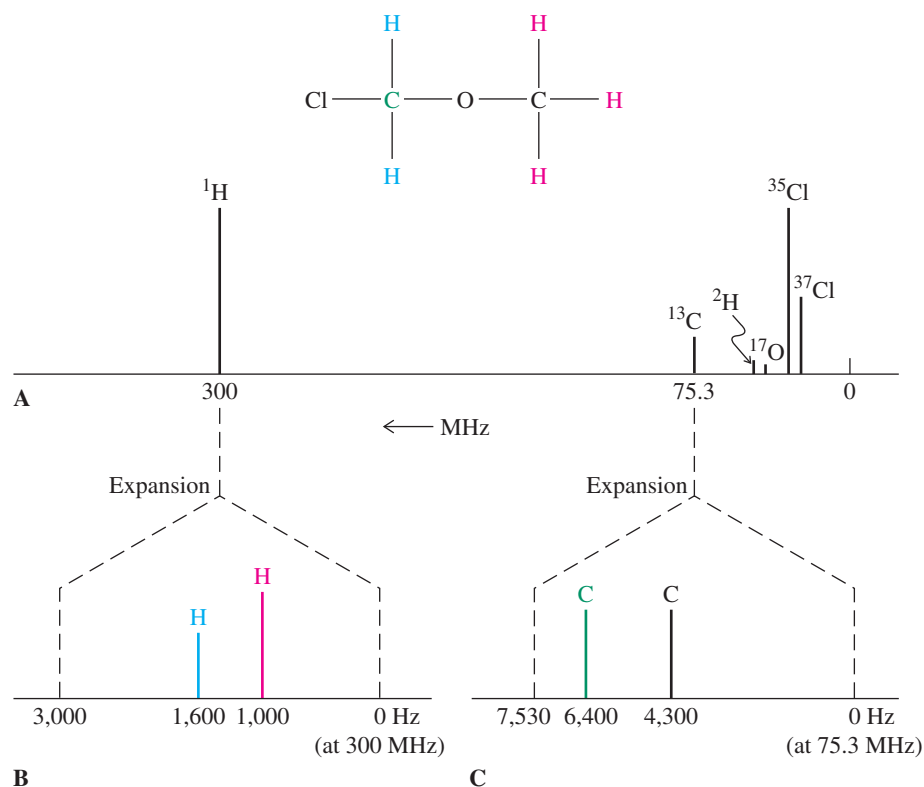 H H
Cl C O C H
H H
¹H
³⁵Cl
³⁷Cl
²H
¹³C
¹⁷O
A
300 75.3 0
← MHz
Expansion Expansion
H
H
C C
3,000 1,600 1,000 0 Hz
(at 300 MHz)
7,530 6,400 4,300 0 Hz
(at 75.3 MHz)
B C